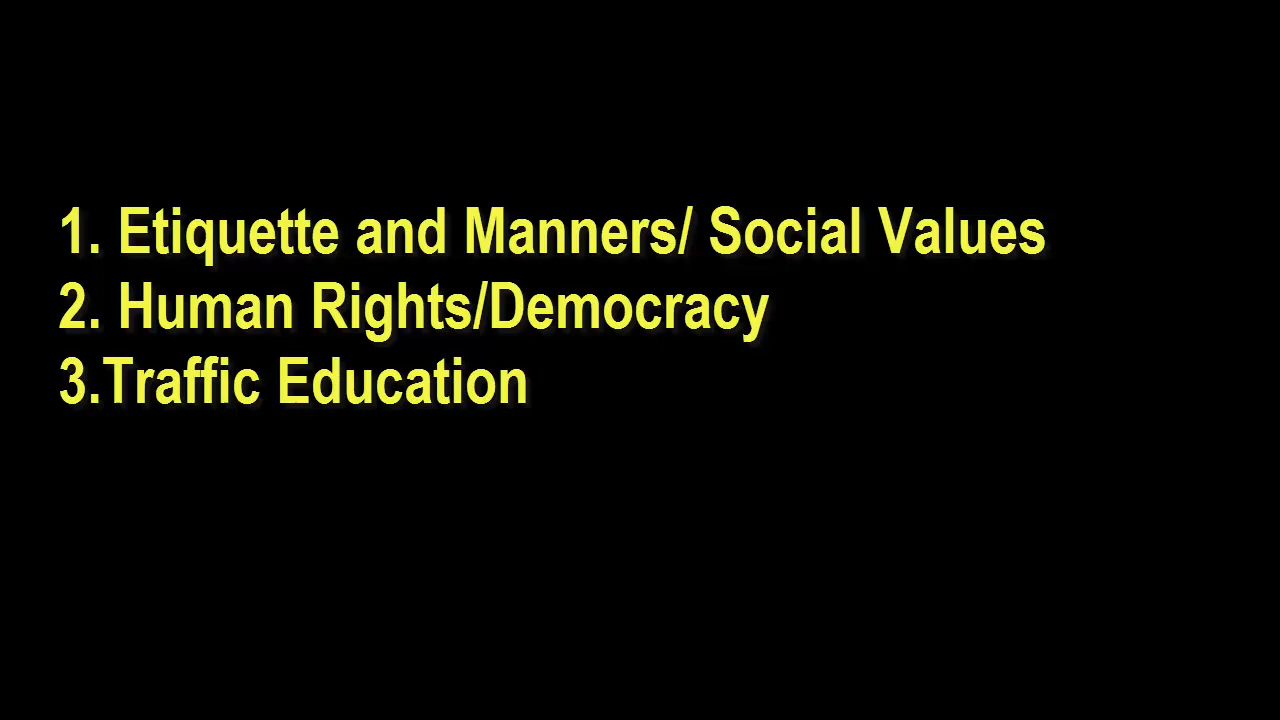 1. Etiquette and Manners/ Social Values
2. Human Rights/Democracy
3.Traffic Education